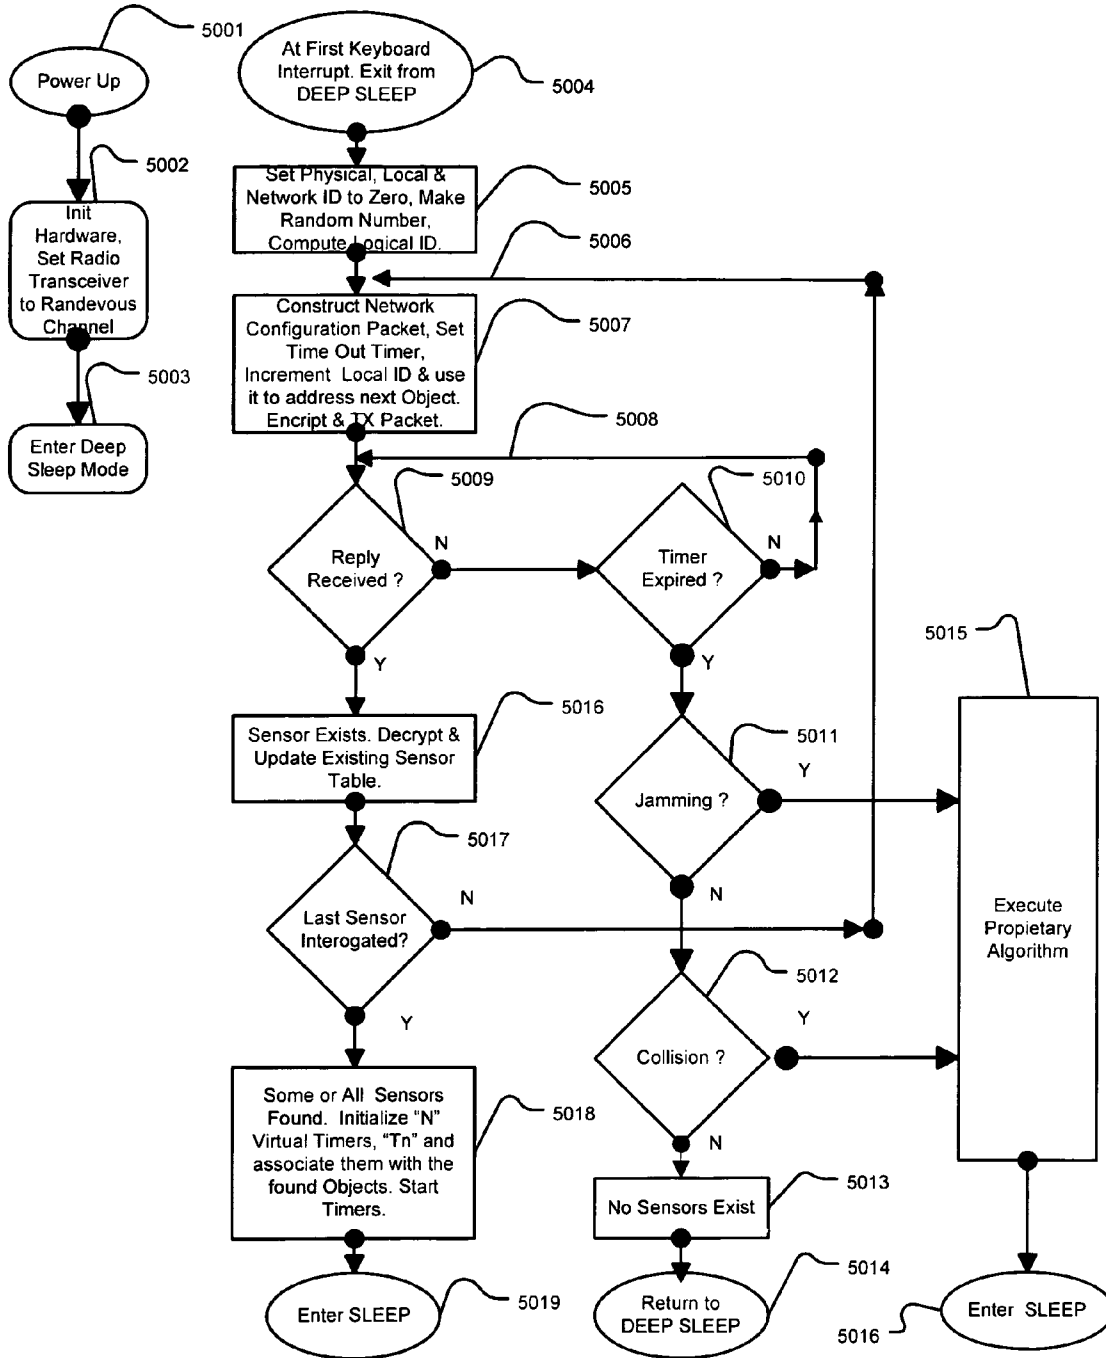 5001
Power Up
5002
Init
Hardware,
Set Radio
Transceiver
to Randevous
Channel
5003
Enter Deep
Sleep Mode
At First Keyboard
Interrupt. Exit from
DEEP SLEEP
5004
Set Physical, Local &
Network ID to Zero, Make
Random Number,
Compute Logical ID.
5005
5006
Construct Network
Configuration Packet, Set
Time Out Timer,
Increment Local ID & use
it to address next Object.
Encript & TX Packet.
5007
5008
5009
Reply
Received ?
N
Y
5010
Timer
Expired ?
N
Y
Sensor Exists. Decrypt &
Update Existing Sensor
Table.
5016
5011
Jamming ?
Y
N
5015
Execute
Propietary
Algorithm
5017
Last Sensor
Interogated?
N
Y
5012
Collision ?
Y
N
Some or All Sensors
Found. Initialize “N”
Virtual Timers, “Tn” and
associate them with the
found Objects. Start
Timers.
5018
No Sensors Exist
5013
Enter SLEEP
5019
Return to
DEEP SLEEP
5014
Enter SLEEP
5016